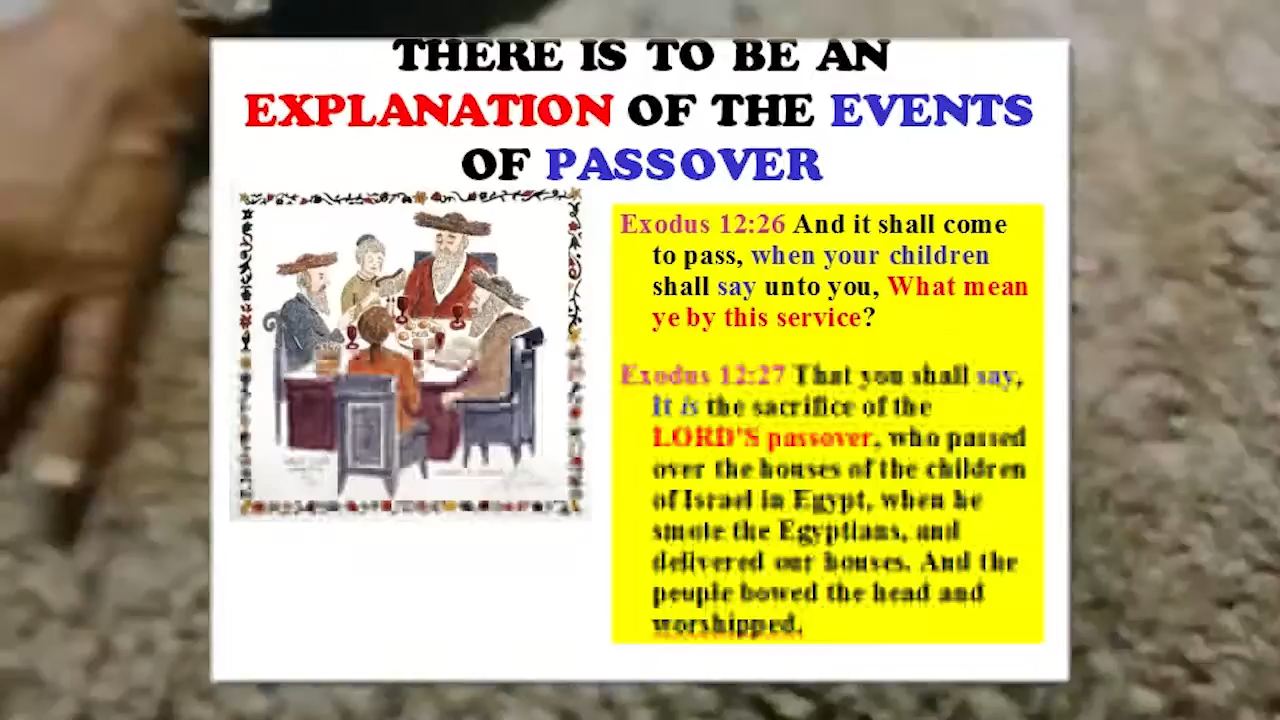 THERE IS TO BE AN
EXPLANATION OF THE EVENTS
OF PASSOVER
Exodus 12:26 And it shall come
to pass, when your children
shall say unto you, What mean
ye by this service?
Exodus 12:27 That you shall say,
It is the sacrifice of the
LORD'S passover, who passed
over the houses of the children
of Israel in Egypt, when he
smote the Egyptians, and
delivered our houses. And the
people bowed the head and
worshipped.